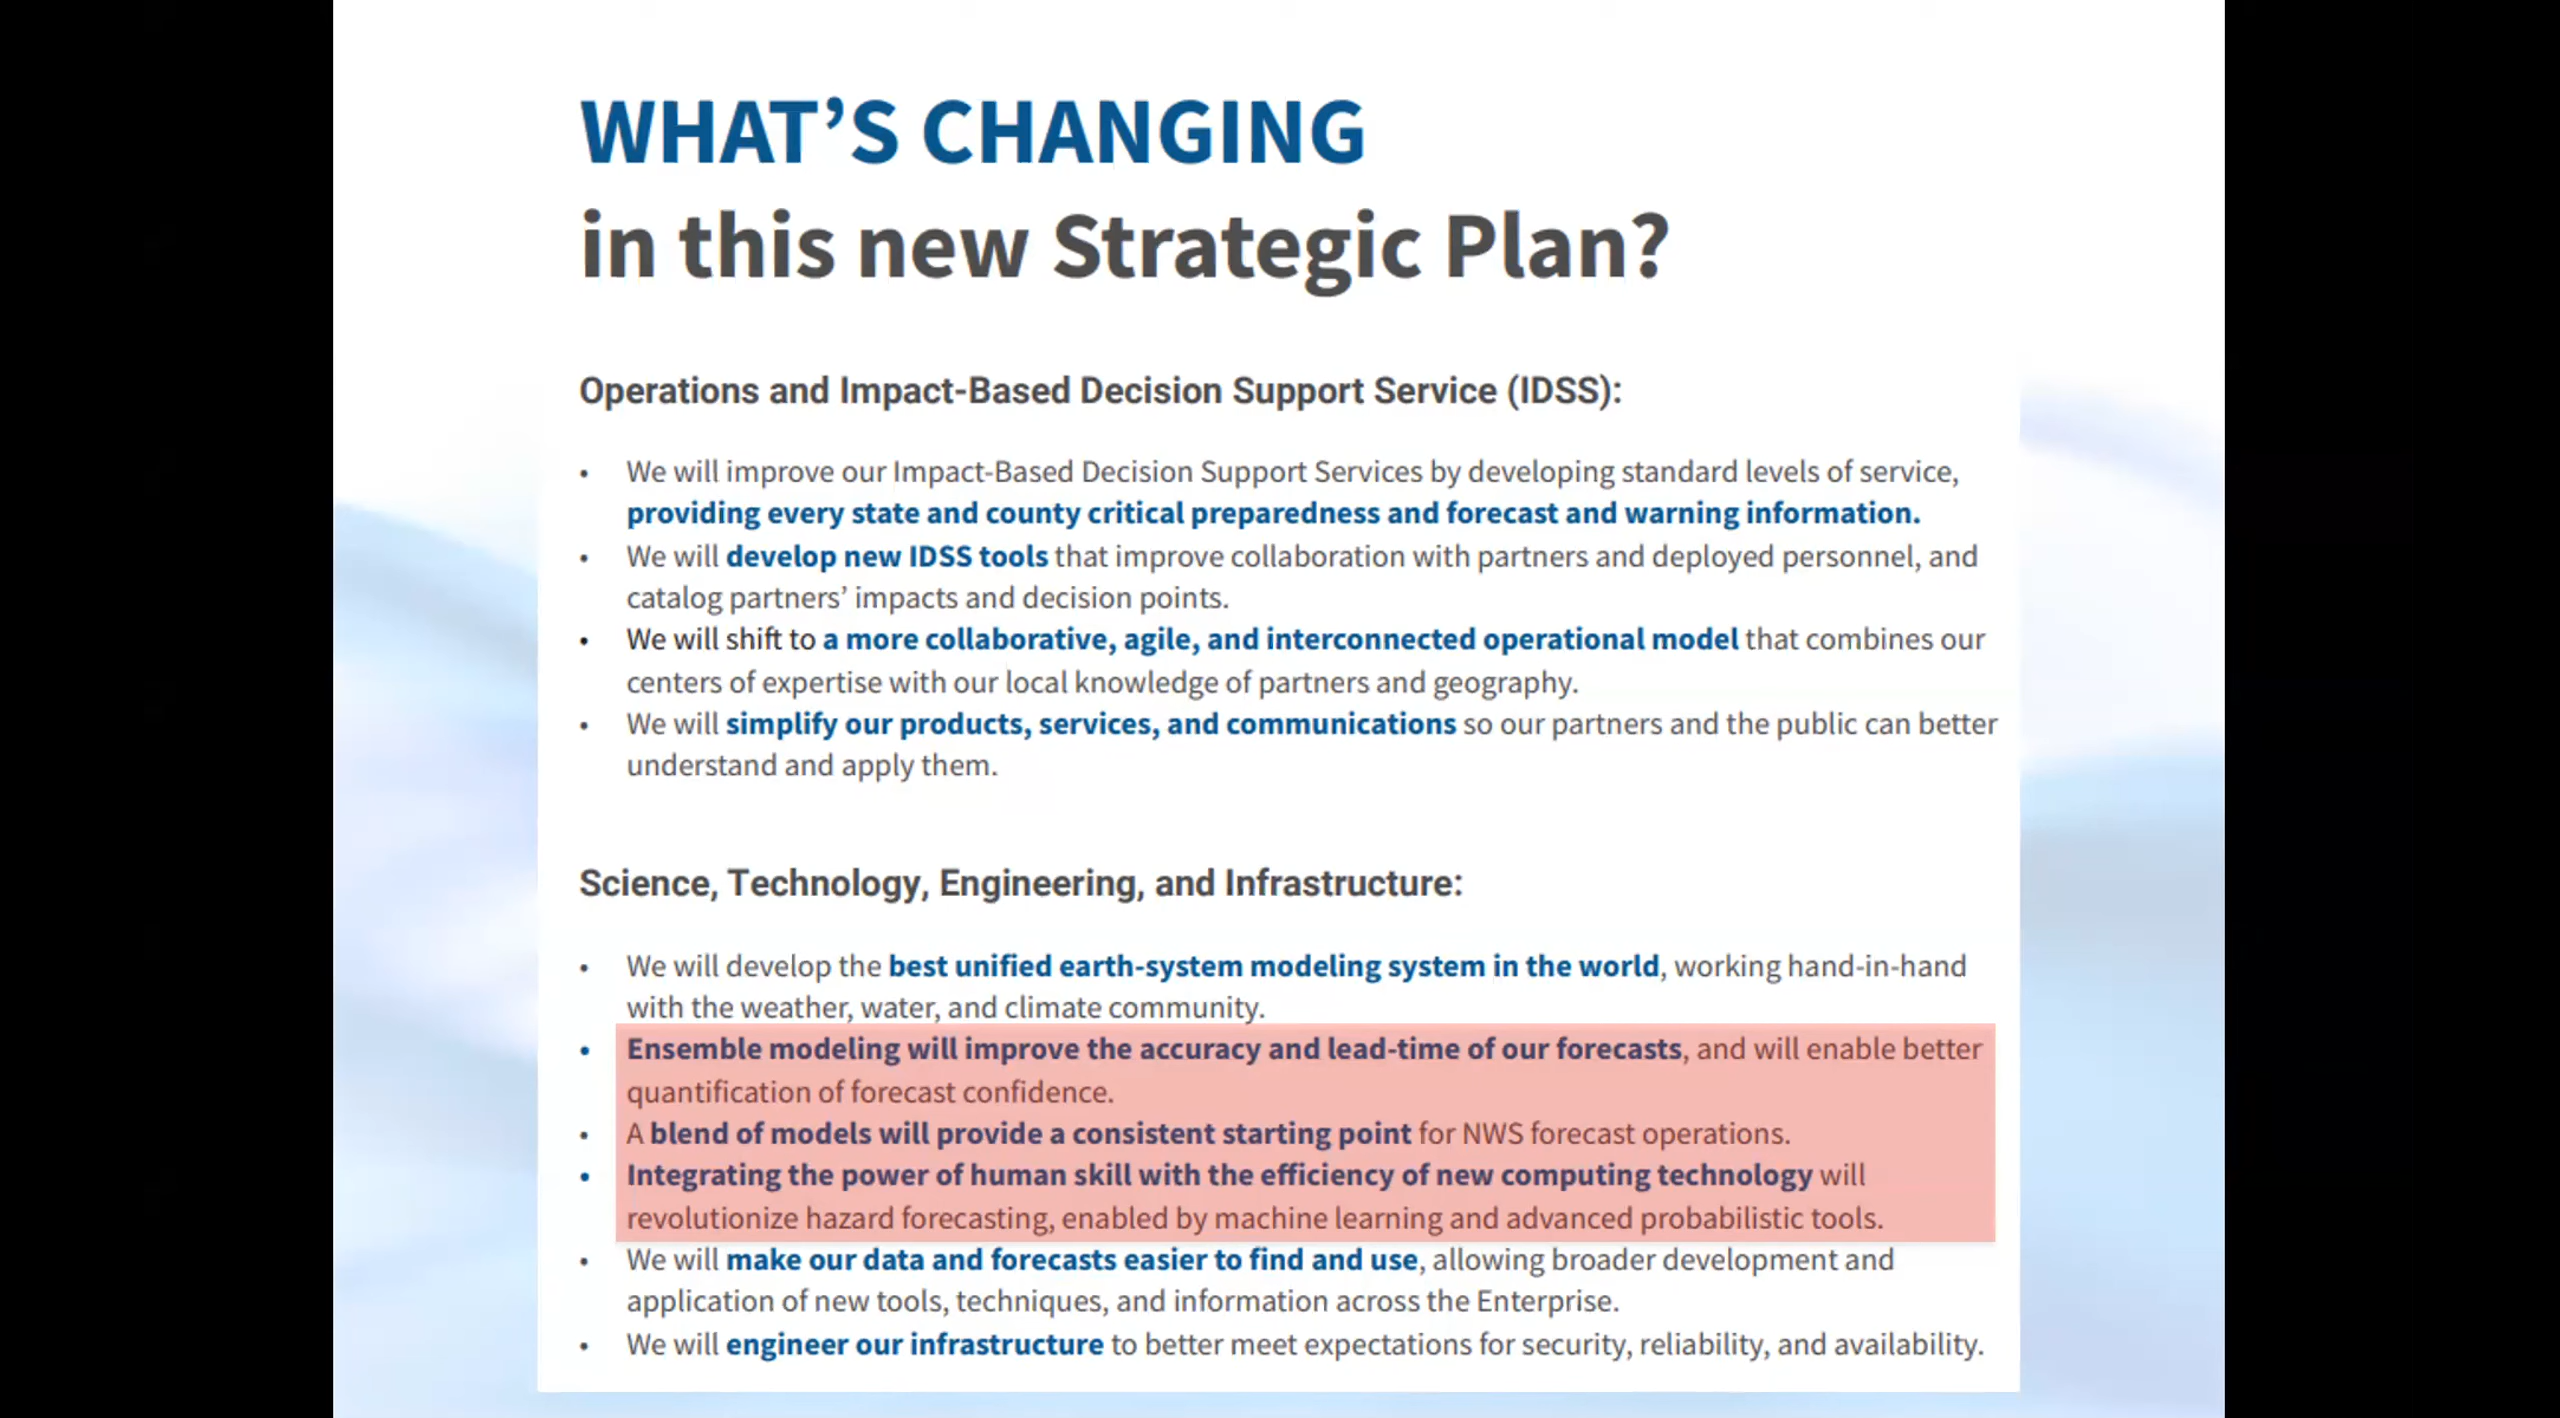 WHAT’S CHANGING
in this new Strategic Plan?
Operations and Impact-Based Decision Support Service (IDSS):
• We will improve our Impact-Based Decision Support Services by developing standard levels of service,
providing every state and county critical preparedness and forecast and warning information.
• We will develop new IDSS tools that improve collaboration with partners and deployed personnel, and
catalog partners’ impacts and decision points.
• We will shift to a more collaborative, agile, and interconnected operational model that combines our
centers of expertise with our local knowledge of partners and geography.
• We will simplify our products, services, and communications so our partners and the public can better
understand and apply them.
Science, Technology, Engineering, and Infrastructure:
• We will develop the best unified earth-system modeling system in the world, working hand-in-hand
with the weather, water, and climate community.
• Ensemble modeling will improve the accuracy and lead-time of our forecasts, and will enable better
quantification of forecast confidence.
• A blend of models will provide a consistent starting point for NWS forecast operations.
• Integrating the power of human skill with the efficiency of new computing technology will
revolutionize hazard forecasting, enabled by machine learning and advanced probabilistic tools.
• We will make our data and forecasts easier to find and use, allowing broader development and
application of new tools, techniques, and information across the Enterprise.
• We will engineer our infrastructure to better meet expectations for security, reliability, and availability.